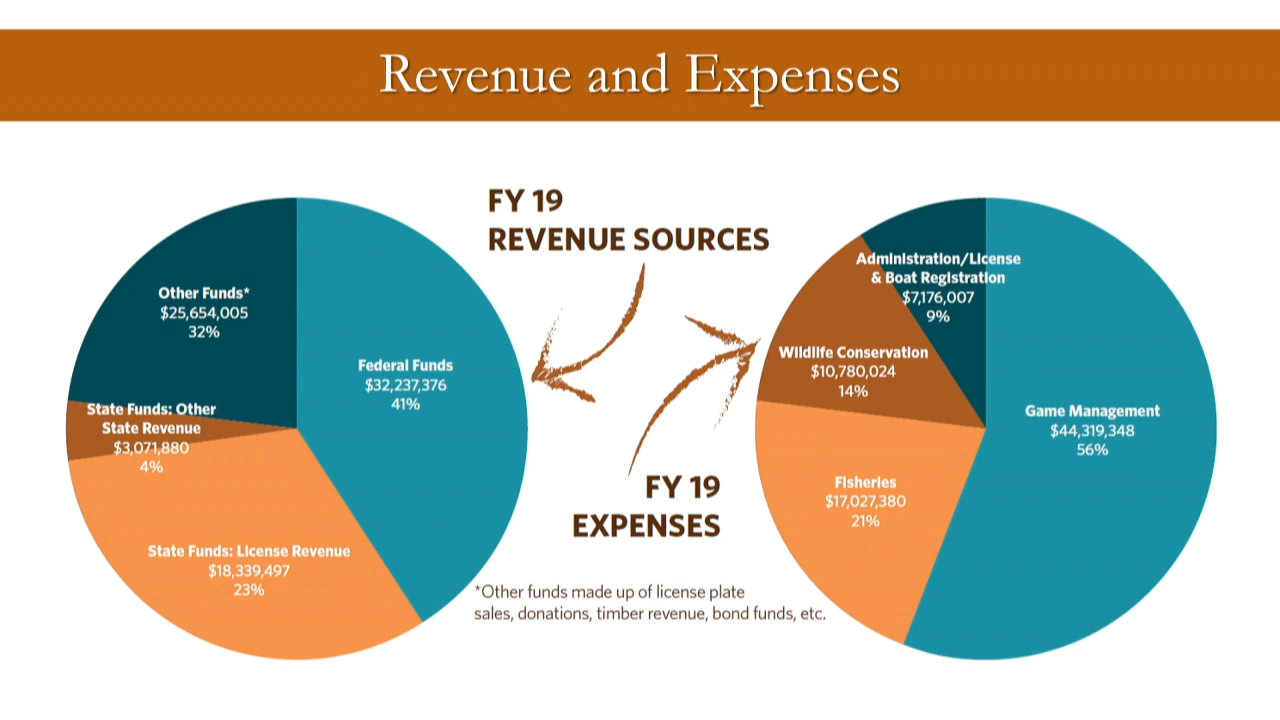 Revenue and Expenses
FY 19
REVENUE SOURCES
Other Funds*
$25,654,005
32%
Federal Funds
$32,237,376
41%
State Funds: Other
State Revenue
$3,071,880
4%
State Funds: License Revenue
$18,339,497
23%
Administration/License
& Boat Registration
$7,176,007
9%
Wildlife Conservation
$10,780,024
14%
Game Management
$44,319,348
56%
Fisheries
$17,027,380
21%
FY 19
EXPENSES
*Other funds made up of license plate
sales, donations, timber revenue, bond funds, etc.